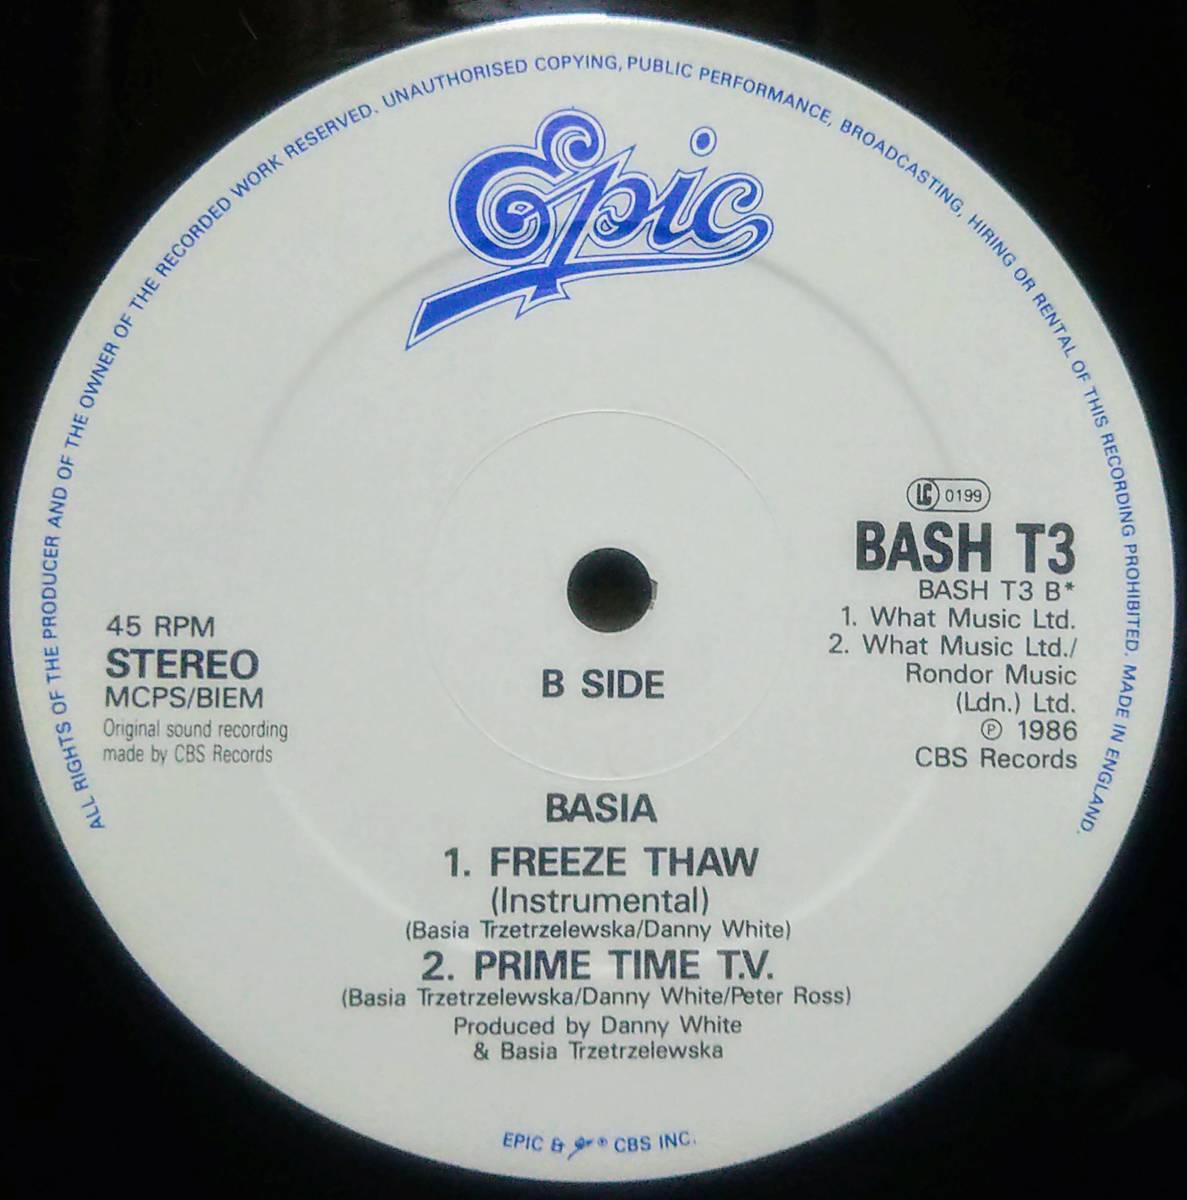 ALL RIGHTS OF THE PRODUCER AND OF THE OWNER OF THE RECORDED WORK RESERVED. UNAUTHORISED COPYING, PUBLIC PERFORMANCE, BROADCASTING, HIRING OR RENTAL OF THIS RECORDING PROHIBITED. MADE IN ENGLAND.
Epic
LC 0199
BASH T3
BASH T3 B*
1. What Music Ltd.
2. What Music Ltd./
Rondor Music
(Ldn.) Ltd.
℗ 1986
CBS Records
45 RPM
STEREO
MCPS/BIEM
Original sound recording
made by CBS Records
B SIDE
BASIA
1. FREEZE THAW
(Instrumental)
(Basia Trzetrzelewska/Danny White)
2. PRIME TIME T.V.
(Basia Trzetrzelewska/Danny White/Peter Ross)
Produced by Danny White
& Basia Trzetrzelewska
EPIC & Epic ® CBS INC.